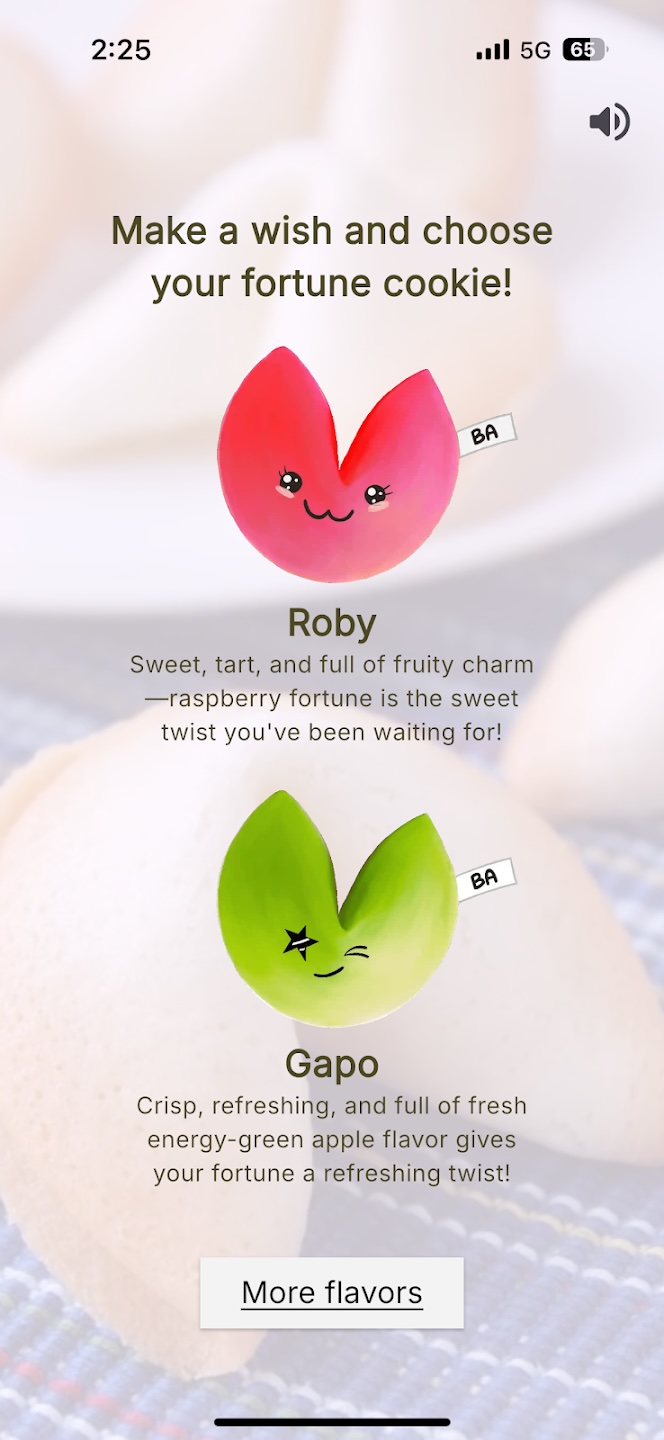 2:25
5G
65
Make a wish and choose
your fortune cookie!
BA
Roby
Sweet, tart, and full of fruity charm
—raspberry fortune is the sweet
twist you've been waiting for!
BA
Gapo
Crisp, refreshing, and full of fresh
energy-green apple flavor gives
your fortune a refreshing twist!
More flavors